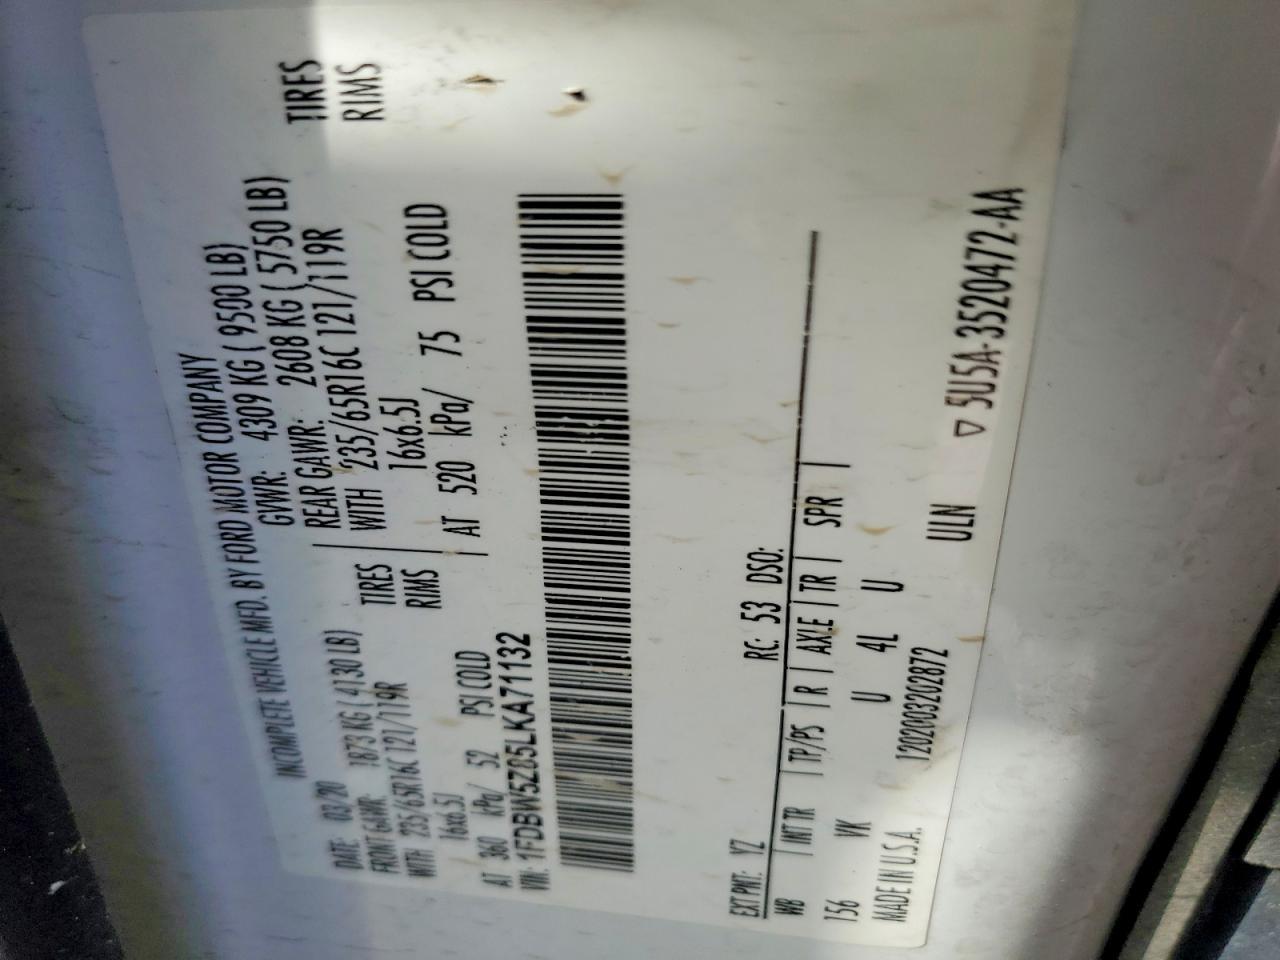 INCOMPLETE VEHICLE MFD. BY FORD MOTOR COMPANY
DATE: 03/20 GVWR: 4309 KG ( 9500 LB)
FRONT GAWR: 1873 KG ( 4130 LB) REAR GAWR: 2608 KG ( 5750 LB)
WITH 235/65R16C 121/119R TIRES WITH 235/65R16C 121/119R TIRES
16x6.5J RIMS 16x6.5J RIMS
AT 360 kPa/ 52 PSI COLD AT 520 kPa/ 75 PSI COLD
VIN: 1FDBW5Z85LKA71132
EXT PNT: YZ RC: 53 DSO:
WB INT TR TP/PS R AXLE TR SPR
156 VK U 4L U
MADE IN U.S.A. 1202003202872 ULN ▽ 5U5A-3520472-AA